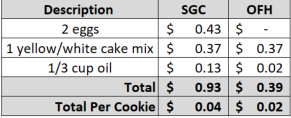 Description SGC OFH
2 eggs $ 0.43 $ -
1 yellow/white cake mix $ 0.37 $ 0.37
1/3 cup oil $ 0.13 $ 0.02
Total $ 0.93 $ 0.39
Total Per Cookie $ 0.04 $ 0.02